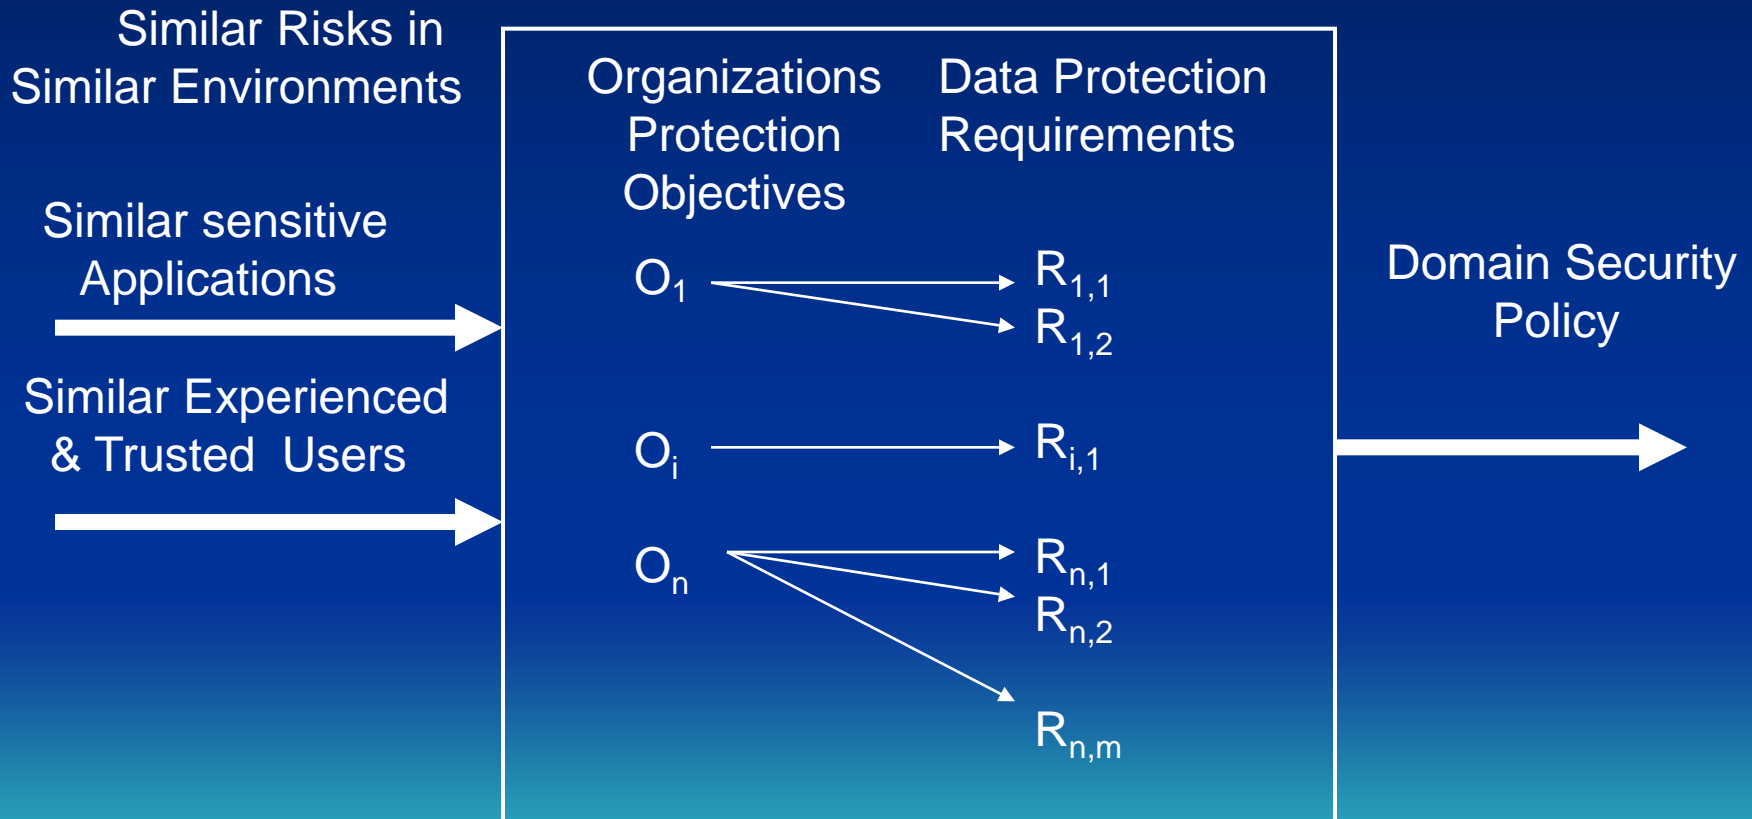 Similar Risks in
Similar Environments
Similar sensitive
Applications
Similar Experienced
& Trusted Users
Organizations
Protection
Objectives
Data Protection
Requirements
O1
R1,1
R1,2
Oi
Ri,1
On
Rn,1
Rn,2
Rn,m
Domain Security
Policy